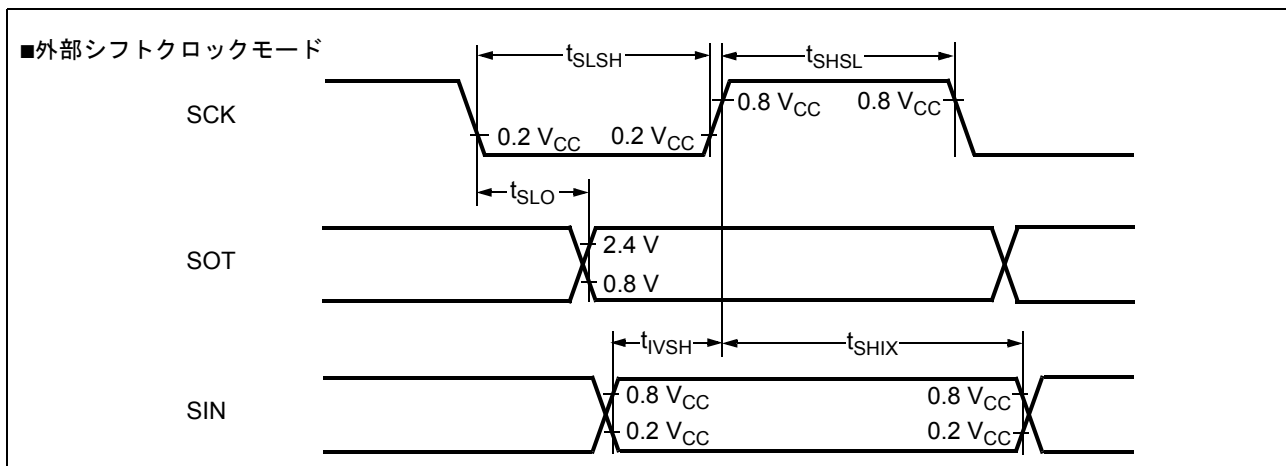 ■外部シフトクロックモード
tSLSH
tSHSL
SCK
0.8 VCC
0.8 VCC
0.2 VCC
0.2 VCC
tSLO
SOT
2.4 V
0.8 V
tIVSH
tSHIX
SIN
0.8 VCC
0.8 VCC
0.2 VCC
0.2 VCC